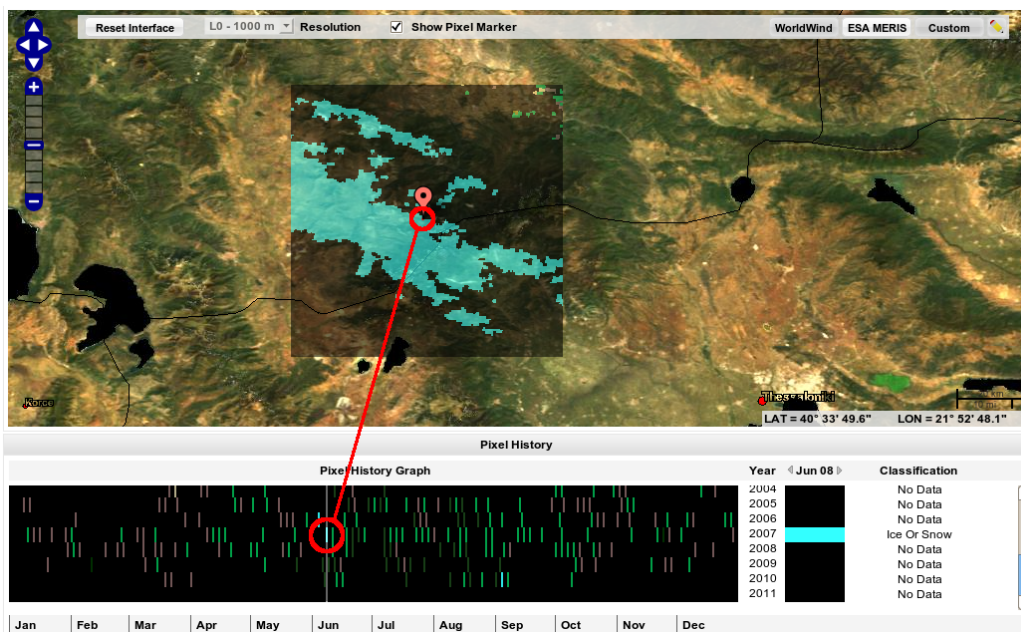 Reset Interface L0 - 1000 m Resolution Show Pixel Marker WorldWind ESA MERIS Custom
Korce
Thessaloniki
LAT = 40° 33' 49.6" LON = 21° 52' 48.1"
Pixel History
Pixel History Graph Year Jun 08 Classification
2004 No Data
2005 No Data
2006 No Data
2007 Ice Or Snow
2008 No Data
2009 No Data
2010 No Data
2011 No Data
Jan Feb Mar Apr May Jun Jul Aug Sep Oct Nov Dec